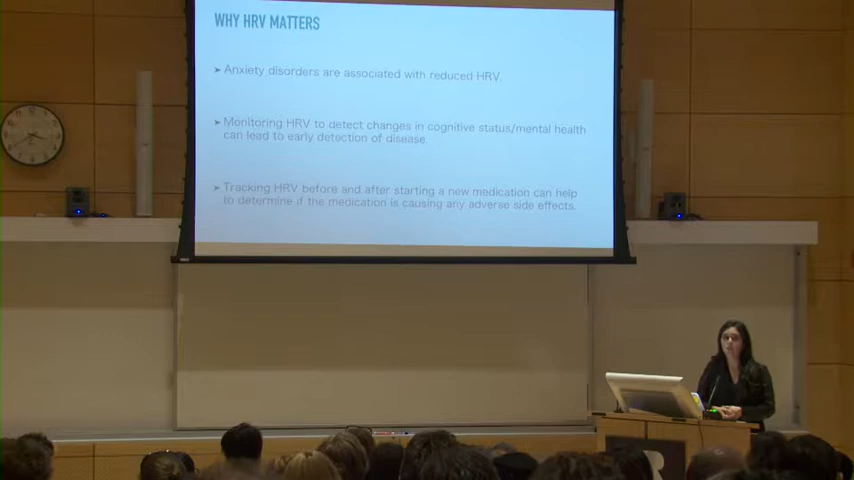 WHY HRV MATTERS
➤ Anxiety disorders are associated with reduced HRV.
➤ Monitoring HRV to detect changes in cognitive status/mental health
can lead to early detection of disease.
➤ Tracking HRV before and after starting a new medication can help
to determine if the medication is causing any adverse side effects.